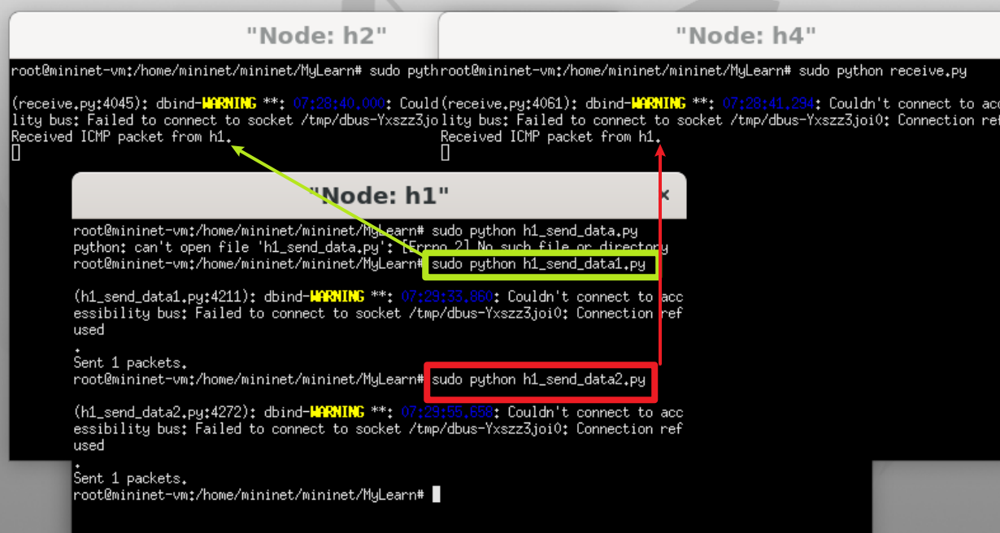 "Node: h2"
root@mininet-vm:/home/mininet/mininet/MyLearn# sudo pyth
(receive.py:4045): dbind-WARNING **: 07:28:40.000: Could
lity bus: Failed to connect to socket /tmp/dbus-Yxszz3jo
Received ICMP packet from h1.
"Node: h4"
root@mininet-vm:/home/mininet/mininet/MyLearn# sudo python receive.py
(receive.py:4061): dbind-WARNING **: 07:28:41.294: Couldn't connect to acc
lity bus: Failed to connect to socket /tmp/dbus-Yxszz3joi0: Connection ref
Received ICMP packet from h1.
"Node: h1"
×
root@mininet-vm:/home/mininet/mininet/MyLearn# sudo python h1_send_data.py
python: can't open file 'h1_send_data.py': [Errno 2] No such file or directory
root@mininet-vm:/home/mininet/mininet/MyLearn# sudo python h1_send_data1.py
(h1_send_data1.py:4211): dbind-WARNING **: 07:29:33.860: Couldn't connect to acc
essibility bus: Failed to connect to socket /tmp/dbus-Yxszz3joi0: Connection ref
used
.
Sent 1 packets.
root@mininet-vm:/home/mininet/mininet/MyLearn# sudo python h1_send_data2.py
(h1_send_data2.py:4272): dbind-WARNING **: 07:29:55.658: Couldn't connect to acc
essibility bus: Failed to connect to socket /tmp/dbus-Yxszz3joi0: Connection ref
used
.
Sent 1 packets.
root@mininet-vm:/home/mininet/mininet/MyLearn#